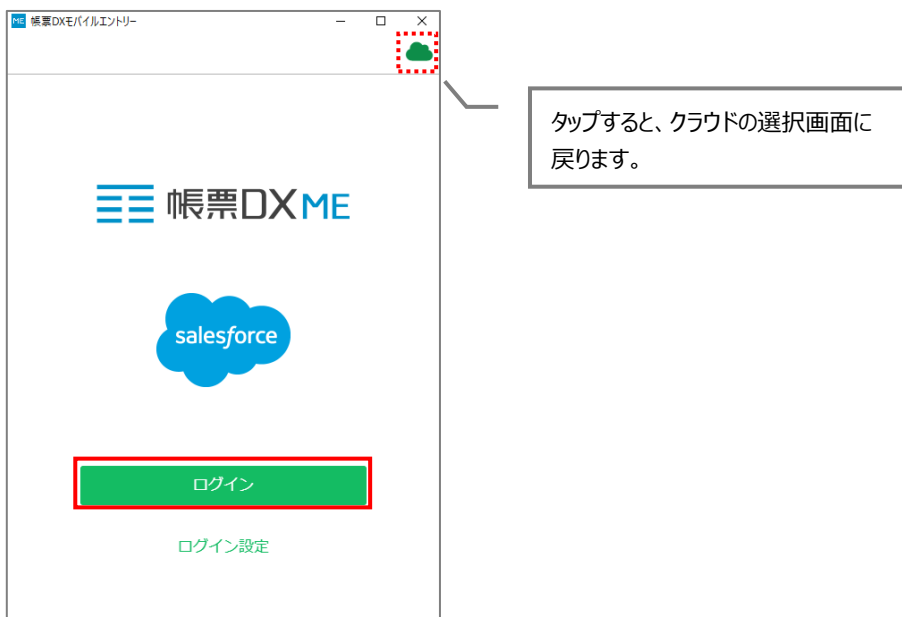 ME 帳票DXモバイルエントリー
タップすると、クラウドの選択画面に
戻ります。
帳票DXME
salesforce
ログイン
ログイン設定